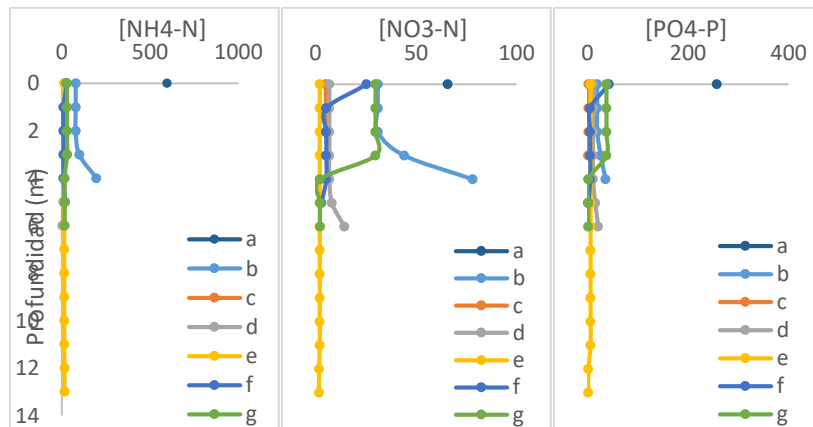 [NH4-N]
0 500 1000
0
2
4
6
8
10
12
14
Profundidad (m)
a
b
c
d
e
f
g
[NO3-N]
0 50 100
a
b
c
d
e
f
g
[PO4-P]
0 200 400
a
b
c
d
e
f
g